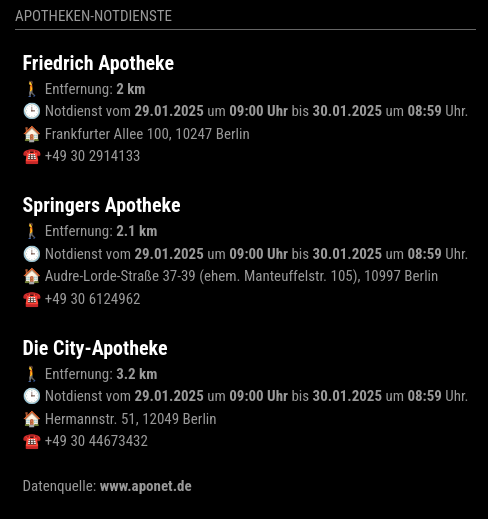 APOTHEKEN-NOTDIENSTE
Friedrich Apotheke
🚶 Entfernung: 2 km
🕒 Notdienst vom 29.01.2025 um 09:00 Uhr bis 30.01.2025 um 08:59 Uhr.
🏠 Frankfurter Allee 100, 10247 Berlin
☎️ +49 30 2914133
Springers Apotheke
🚶 Entfernung: 2.1 km
🕒 Notdienst vom 29.01.2025 um 09:00 Uhr bis 30.01.2025 um 08:59 Uhr.
🏠 Audre-Lorde-Straße 37-39 (ehem. Manteuffelstr. 105), 10997 Berlin
☎️ +49 30 6124962
Die City-Apotheke
🚶 Entfernung: 3.2 km
🕒 Notdienst vom 29.01.2025 um 09:00 Uhr bis 30.01.2025 um 08:59 Uhr.
🏠 Hermannstr. 51, 12049 Berlin
☎️ +49 30 44673432
Datenquelle: www.aponet.de